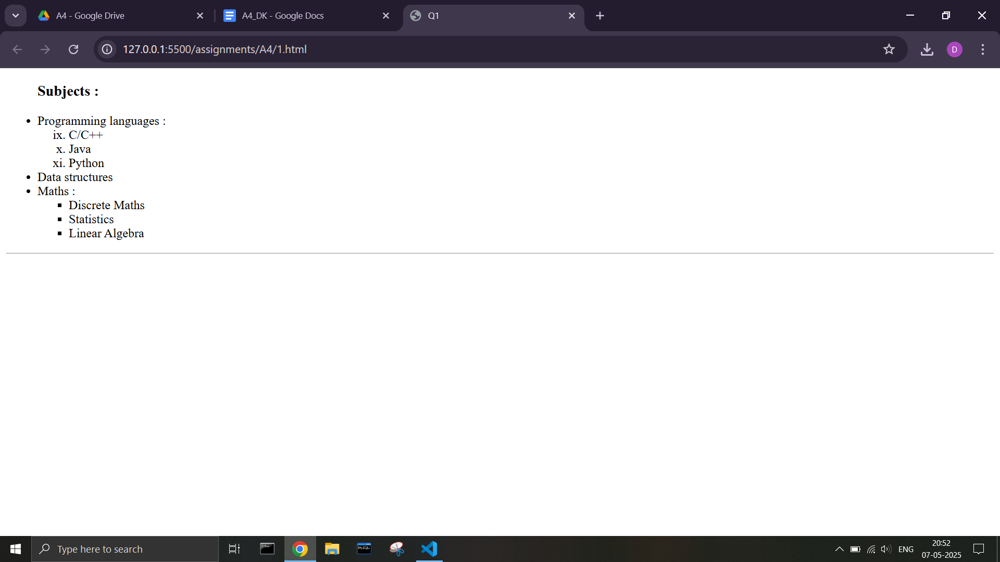 A4 - Google Drive
A4_DK - Google Docs
Q1
127.0.0.1:5500/assignments/A4/1.html
D
Subjects :
• Programming languages :
ix. C/C++
x. Java
xi. Python
• Data structures
• Maths :
▪ Discrete Maths
▪ Statistics
▪ Linear Algebra
Type here to search
MySQL
ENG
20:52
07-05-2025